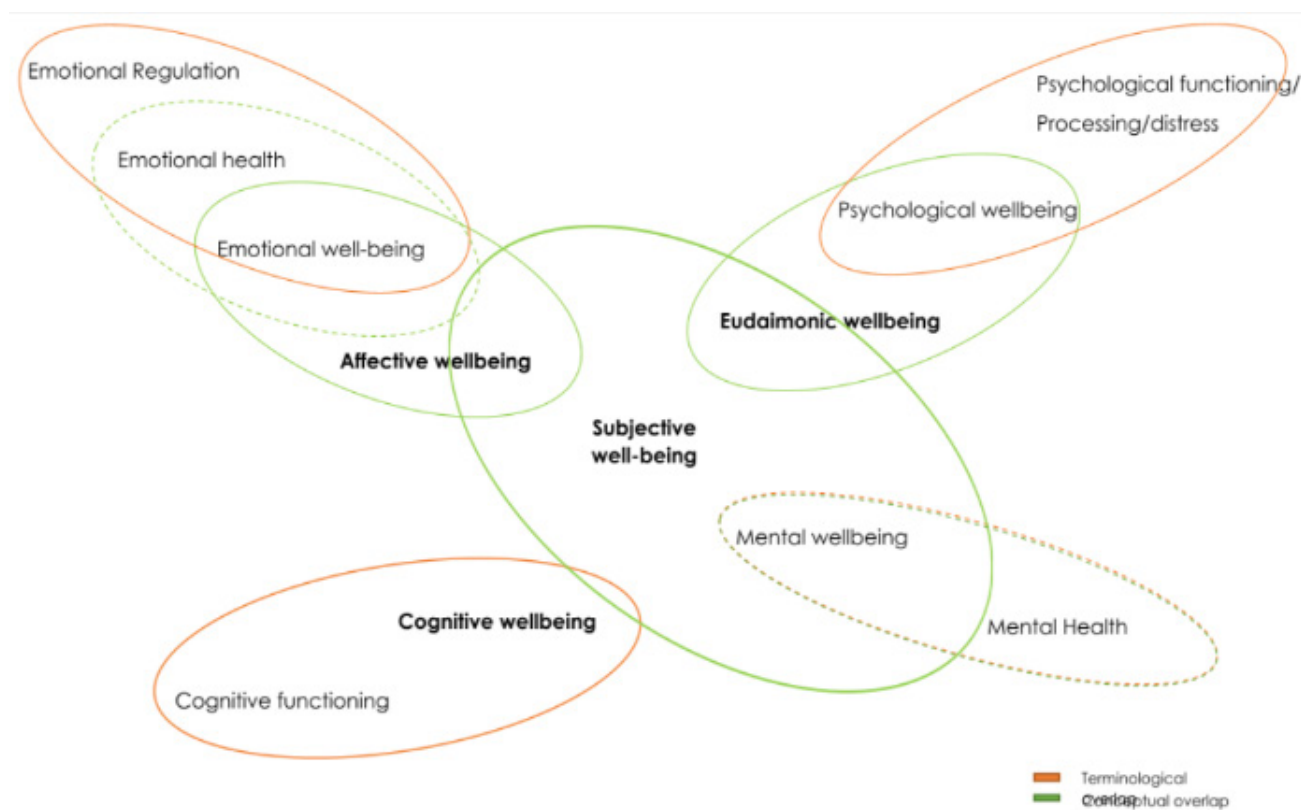 Emotional Regulation
Psychological functioning/
Processing/distress
Emotional health
Psychological wellbeing
Emotional well-being
Eudaimonic wellbeing
Affective wellbeing
Subjective
well-being
Mental wellbeing
Cognitive wellbeing
Mental Health
Cognitive functioning
Terminological
overlap
Conceptual overlap